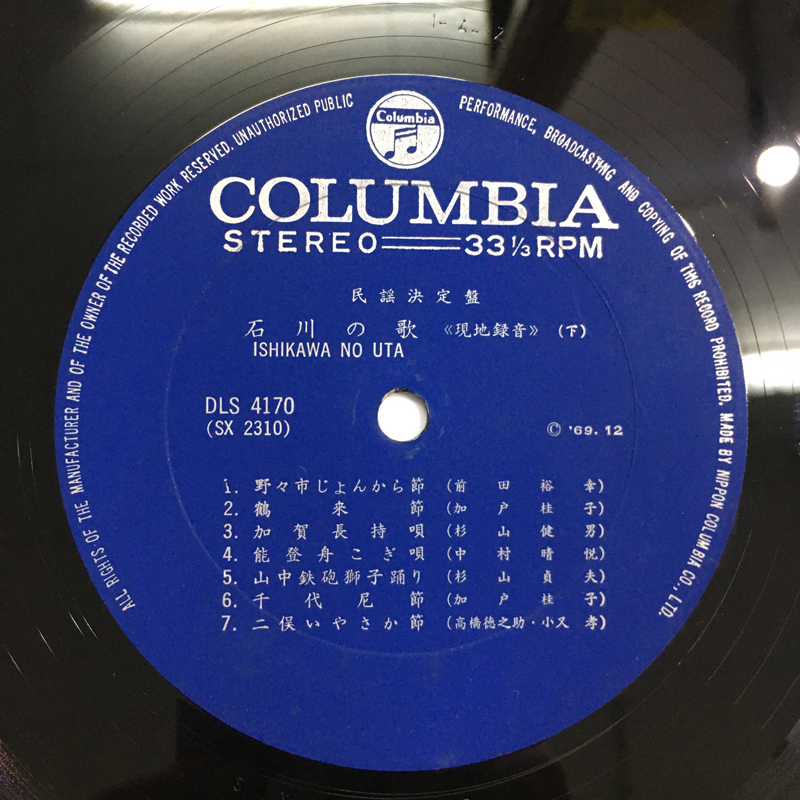 ALL RIGHTS OF THE MANUFACTURER AND OF THE OWNER OF THE RECORDED WORK RESERVED. UNAUTHORIZED PUBLIC PERFORMANCE, BROADCASTING AND COPYING OF THIS RECORD PROHIBITED. MADE BY NIPPON COLUMBIA CO., LTD.
Columbia
COLUMBIA
STEREO 33 1/3 RPM
民謡決定盤
石川の歌 《現地録音》 (下)
ISHIKAWA NO UTA
DLS 4170
(SX 2310)
© '69. 12
1. 野々市じょんから節 (前田裕幸)
2. 鶴来節 (加戸桂子)
3. 加賀長持唄 (杉山健男)
4. 能登舟こぎ唄 (中村晴悦)
5. 山中鉄砲獅子踊り (杉山貞夫)
6. 千代尼節 (加戸桂子)
7. 二俣いやさか節 (高橋徳之助・小又孝)